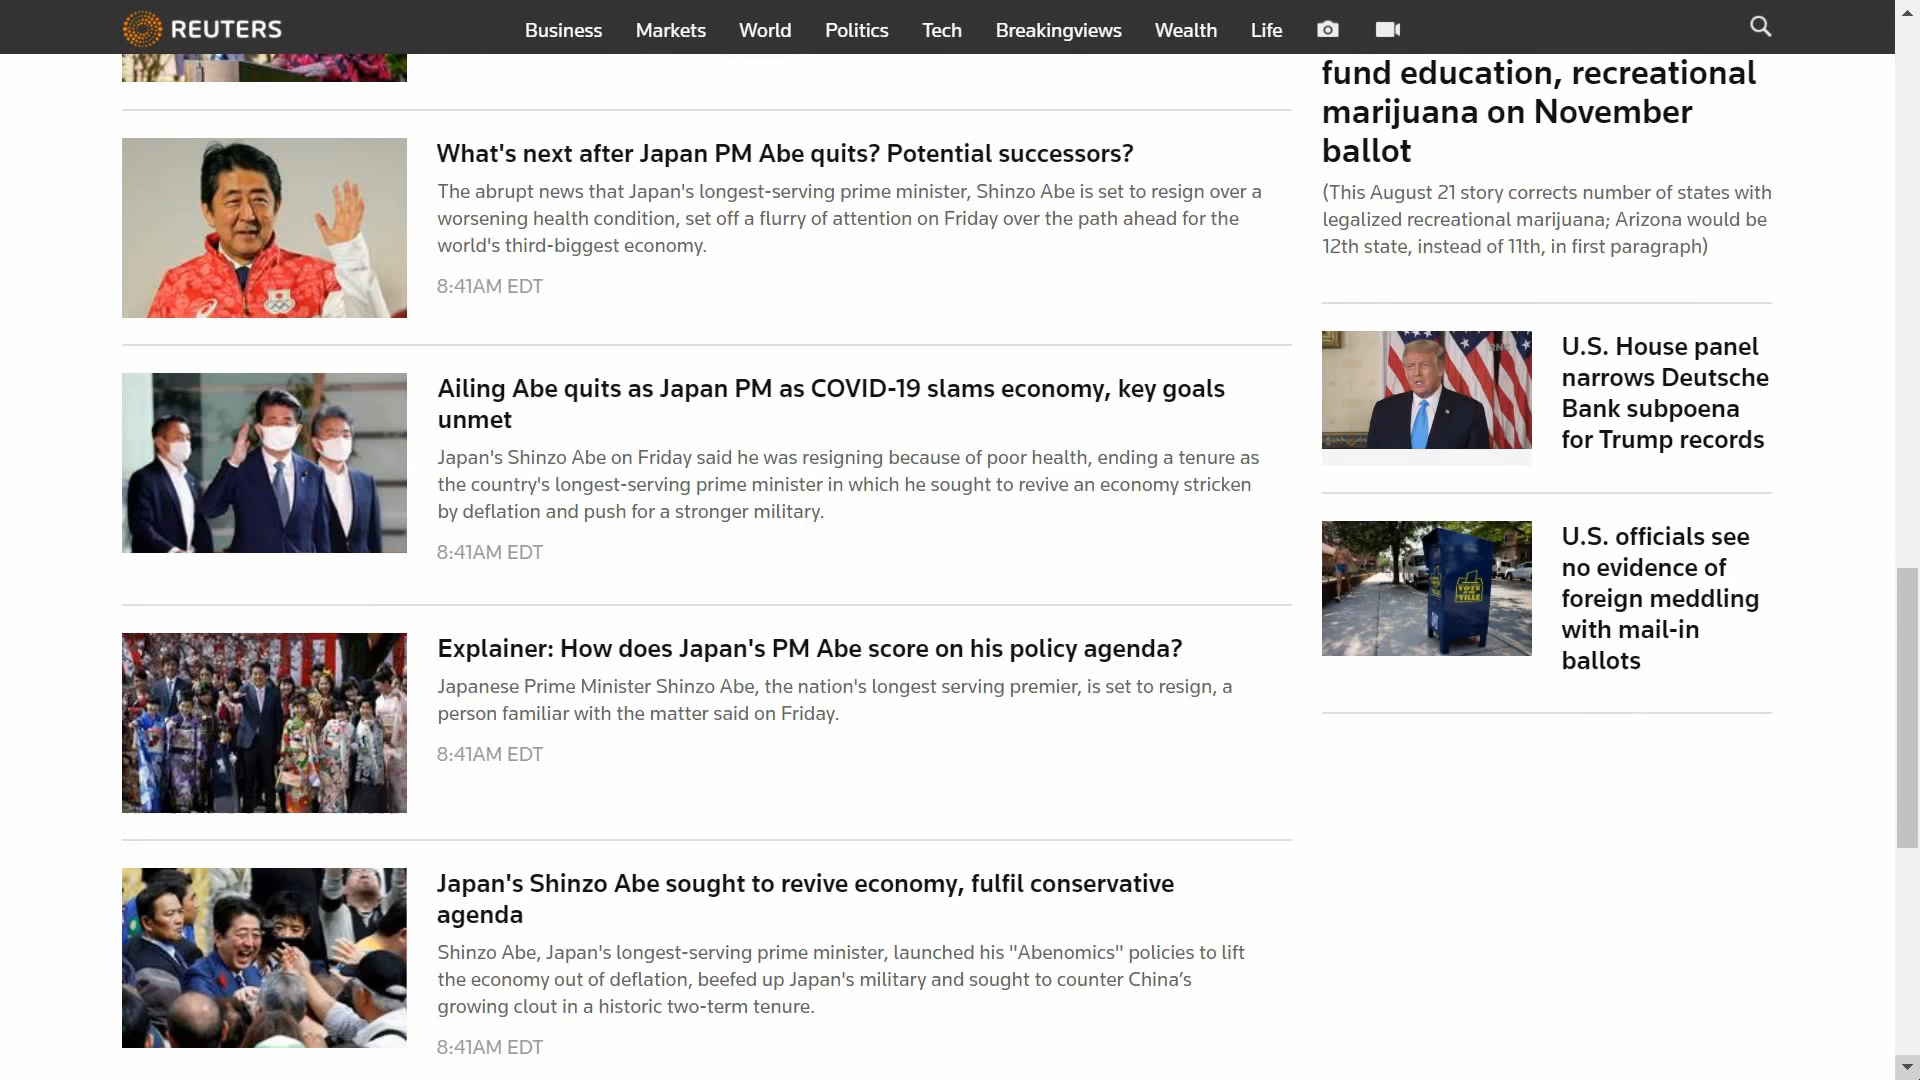 REUTERS
Business Markets World Politics Tech Breakingviews Wealth Life
What's next after Japan PM Abe quits? Potential successors?
The abrupt news that Japan's longest-serving prime minister, Shinzo Abe is set to resign over a
worsening health condition, set off a flurry of attention on Friday over the path ahead for the
world's third-biggest economy.
8:41AM EDT
Ailing Abe quits as Japan PM as COVID-19 slams economy, key goals
unmet
Japan's Shinzo Abe on Friday said he was resigning because of poor health, ending a tenure as
the country's longest-serving prime minister in which he sought to revive an economy stricken
by deflation and push for a stronger military.
8:41AM EDT
Explainer: How does Japan's PM Abe score on his policy agenda?
Japanese Prime Minister Shinzo Abe, the nation's longest serving premier, is set to resign, a
person familiar with the matter said on Friday.
8:41AM EDT
Japan's Shinzo Abe sought to revive economy, fulfil conservative
agenda
Shinzo Abe, Japan's longest-serving prime minister, launched his "Abenomics" policies to lift
the economy out of deflation, beefed up Japan's military and sought to counter China’s
growing clout in a historic two-term tenure.
8:41AM EDT
fund education, recreational
marijuana on November
ballot
(This August 21 story corrects number of states with
legalized recreational marijuana; Arizona would be
12th state, instead of 11th, in first paragraph)
U.S. House panel
narrows Deutsche
Bank subpoena
for Trump records
U.S. officials see
no evidence of
foreign meddling
with mail-in
ballots
VOTE
VILLE